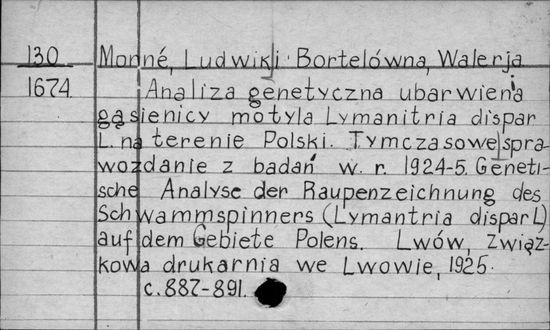 130 Monné, Ludwik, i Bortelówna, Walerja
1674. Analiza genetyczna ubarwienia
gąsienicy motyla Lymanitria dispar
L. na terenie Polski. Tymczasowe spra-
wozdanie z badań w. r. 1924-5. Geneti-
sche Analyse der Raupenzeichnung des
Schwammspinners (Lymantria dispar L)
auf dem Gebiete Polens. Lwów, Związ-
kowa drukarnia we Lwowie, 1925.
c. 887-891.